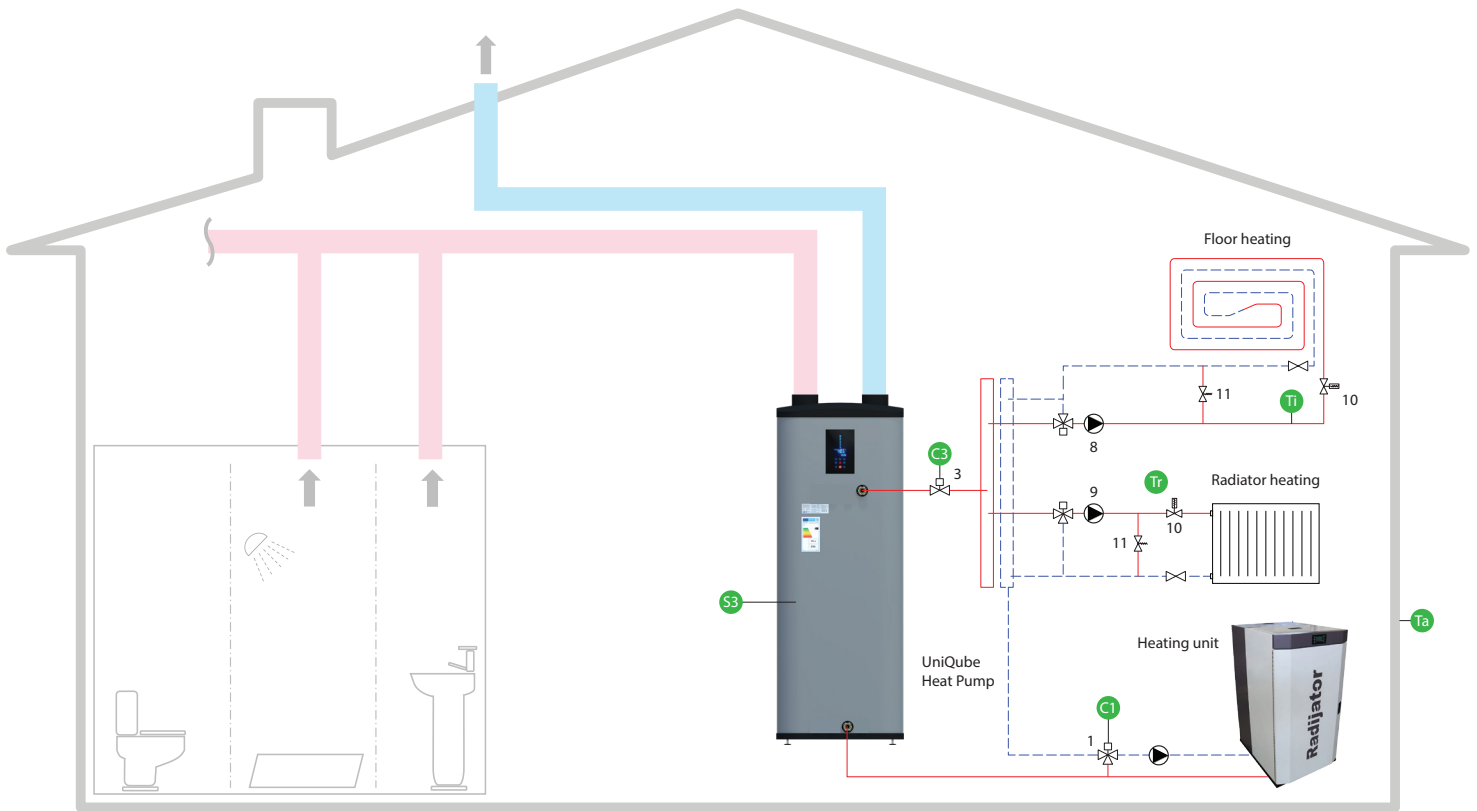 Floor heating
11
Ti
10
8
C3
3
9
Tr
Radiator heating
10
11
S3
Ta
UniQube
Heat Pump
Heating unit
C1
1
Radijator